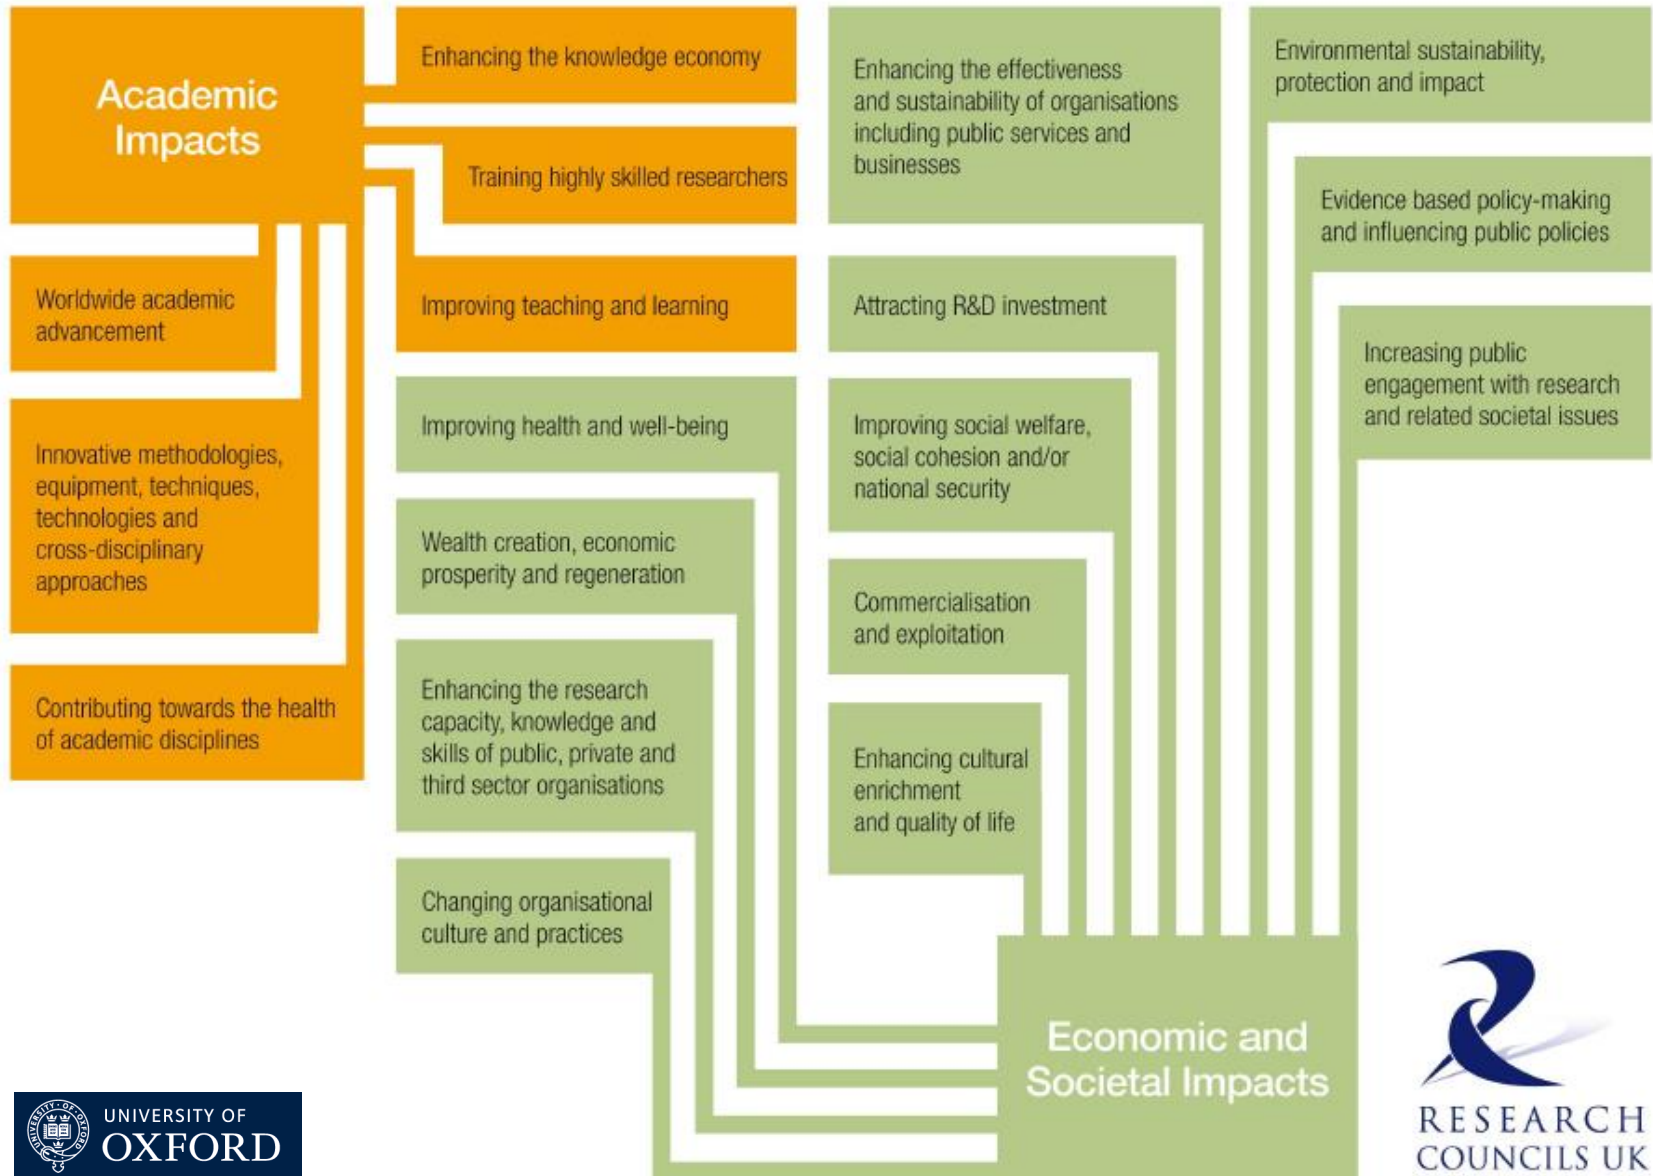 Academic
Impacts
Enhancing the knowledge economy
Training highly skilled researchers
Improving teaching and learning
Worldwide academic
advancement
Innovative methodologies,
equipment, techniques,
technologies and
cross-disciplinary
approaches
Contributing towards the health
of academic disciplines
Improving health and well-being
Wealth creation, economic
prosperity and regeneration
Enhancing the research
capacity, knowledge and
skills of public, private and
third sector organisations
Changing organisational
culture and practices
Enhancing the effectiveness
and sustainability of organisations
including public services and
businesses
Attracting R&D investment
Improving social welfare,
social cohesion and/or
national security
Commercialisation
and exploitation
Enhancing cultural
enrichment
and quality of life
Environmental sustainability,
protection and impact
Evidence based policy-making
and influencing public policies
Increasing public
engagement with research
and related societal issues
Economic and
Societal Impacts
UNIVERSITY OF OXFORD
UNIVERSITY OF
OXFORD
RESEARCH
COUNCILS UK